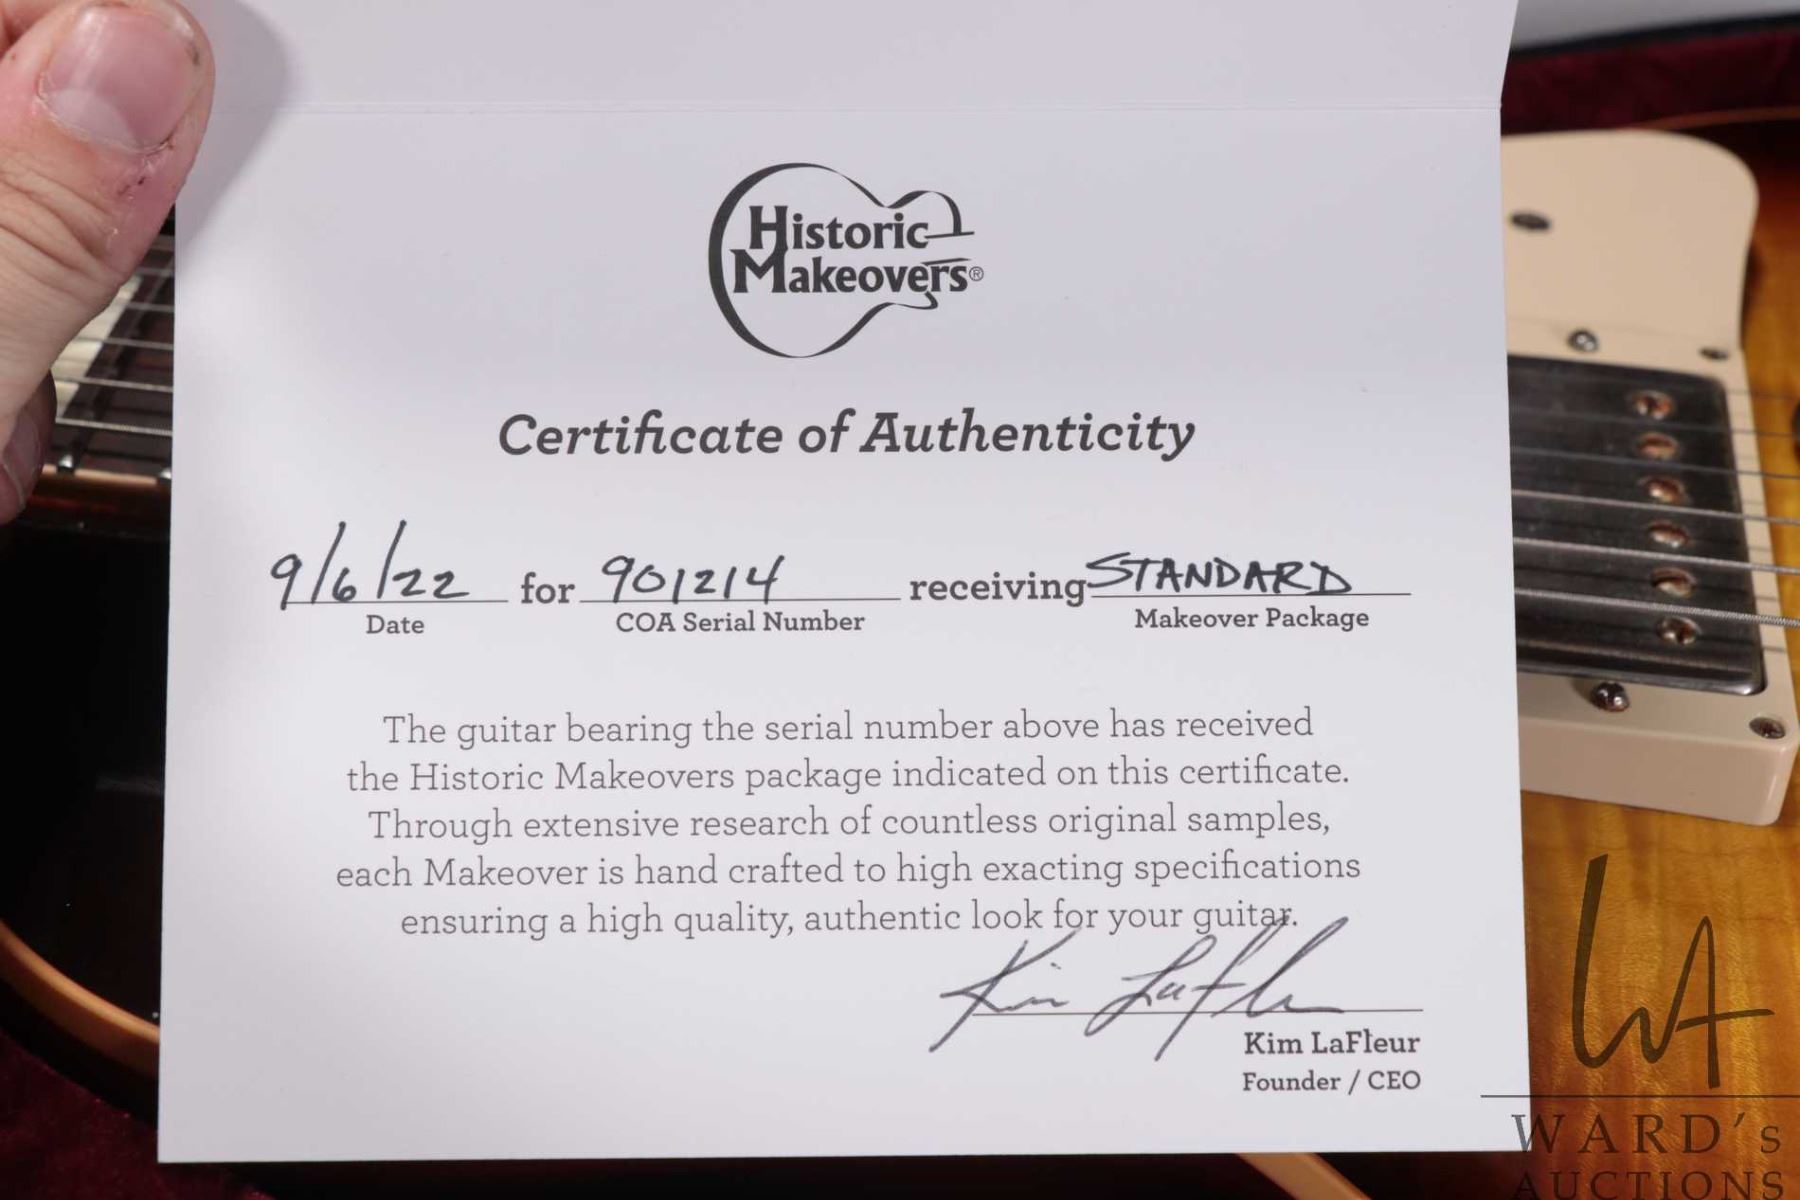 Historic
Makeovers®
Certificate of Authenticity
9/6/22 for 901214 receiving STANDARD
Date COA Serial Number Makeover Package
The guitar bearing the serial number above has received
the Historic Makeovers package indicated on this certificate.
Through extensive research of countless original samples,
each Makeover is hand crafted to high exacting specifications
ensuring a high quality, authentic look for your guitar.
Kim LaFleur
Kim LaFleur
Founder / CEO
WA
WARD's
AUCTIONS